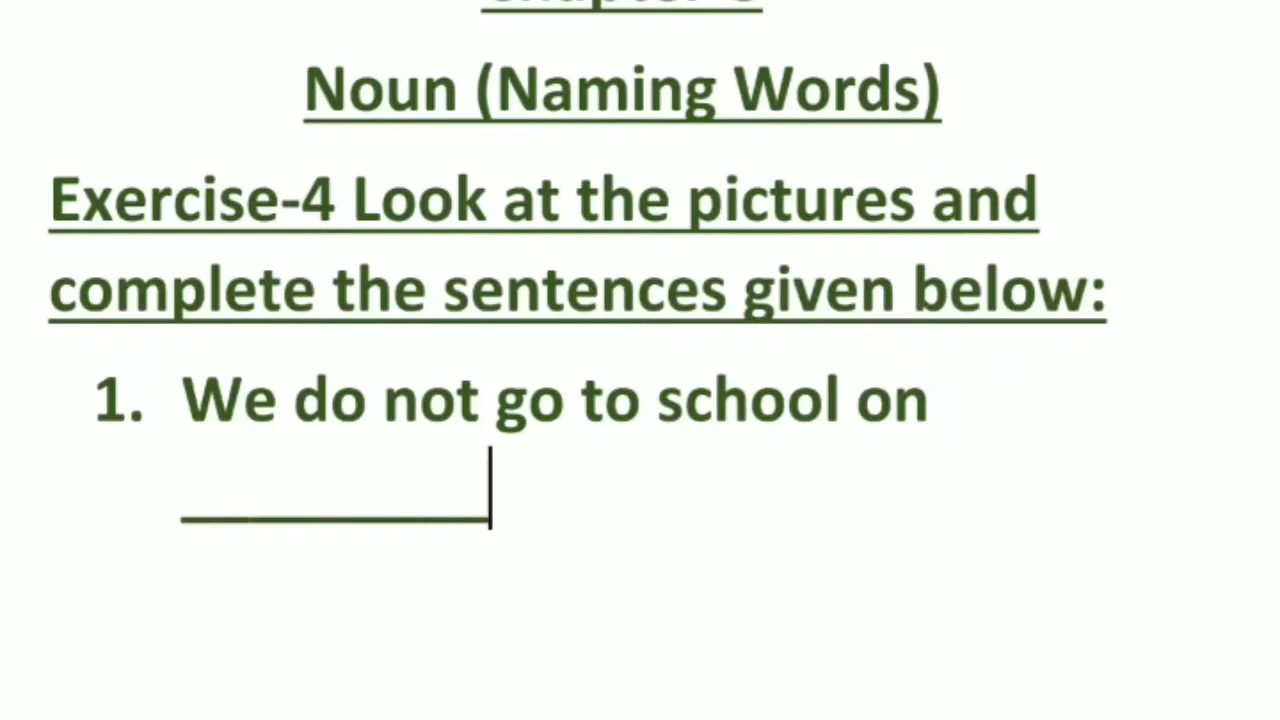 Noun (Naming Words)
Exercise-4 Look at the pictures and
complete the sentences given below:
1. We do not go to school on
__________